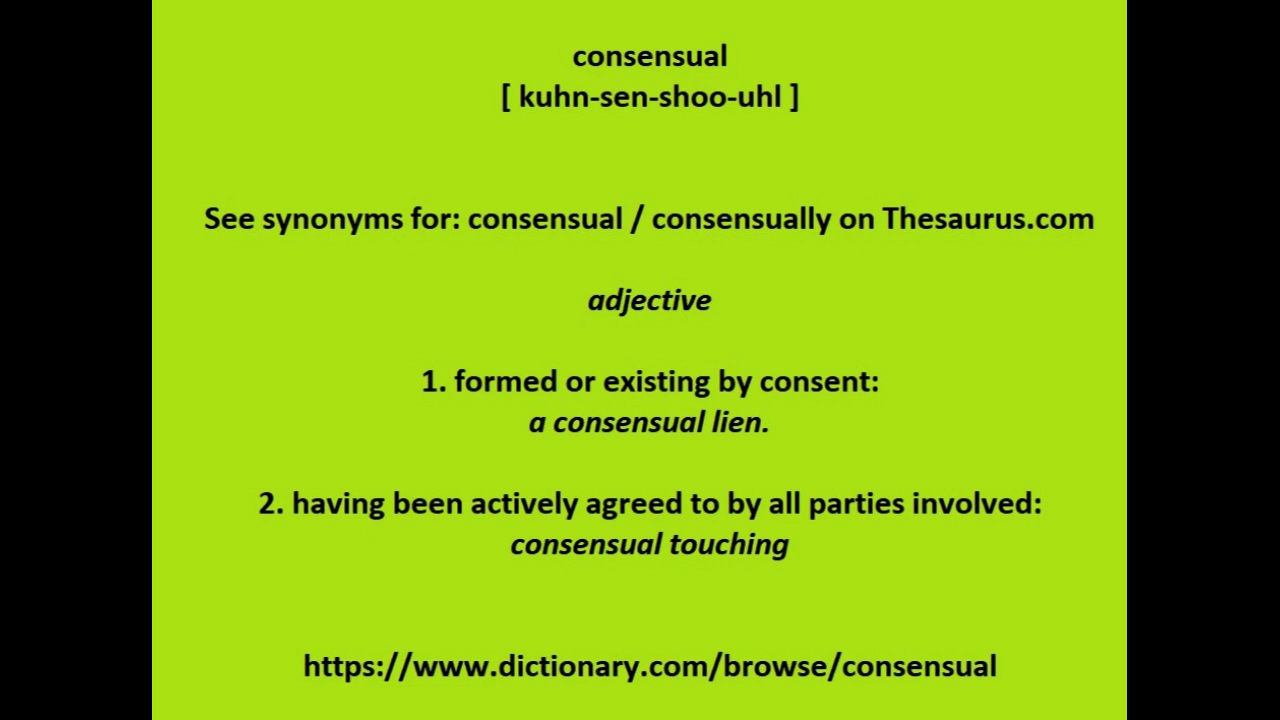 consensual
[ kuhn-sen-shoo-uhl ]
See synonyms for: consensual / consensually on Thesaurus.com
adjective
1. formed or existing by consent:
a consensual lien.
2. having been actively agreed to by all parties involved:
consensual touching
https://www.dictionary.com/browse/consensual